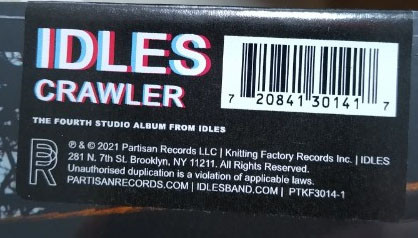 IDLES
CRAWLER
7 20841 30141 7
THE FOURTH STUDIO ALBUM FROM IDLES
℗ & © 2021 Partisan Records LLC | Knitting Factory Records Inc. | IDLES
281 N. 7th St. Brooklyn, NY 11211. All Rights Reserved.
Unauthorised duplication is a violation of applicable laws.
PARTISANRECORDS.COM | IDLESBAND.COM | PTKF3014-1